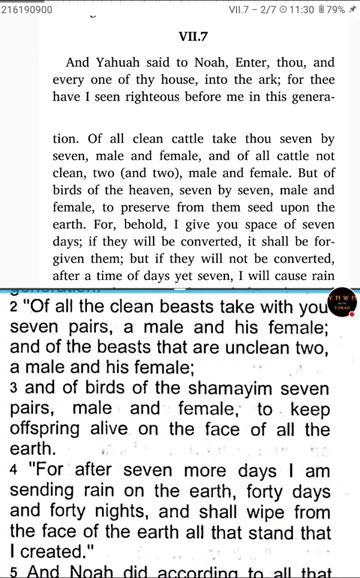 216190900
VII.7 – 2/7 11:30 79%
VII.7
And Yahuah said to Noah, Enter, thou, and
every one of thy house, into the ark; for thee
have I seen righteous before me in this genera-
tion. Of all clean cattle take thou seven by
seven, male and female, and of all cattle not
clean, two (and two), male and female. But of
birds of the heaven, seven by seven, male and
female, to preserve from them seed upon the
earth. For, behold, I give you space of seven
days; if they will be converted, it shall be for-
given them; but if they will not be converted,
after a time of days yet seven, I will cause rain
2 "Of all the clean beasts take with you
seven pairs, a male and his female;
and of the beasts that are unclean two,
a male and his female;
3 and of birds of the shamayim seven
pairs, male and female, to keep
offspring alive on the face of all the
earth.
4 "For after seven more days I am
sending rain on the earth, forty days
and forty nights, and shall wipe from
the face of the earth all that stand that
I created."
5 And Noah did according to all that